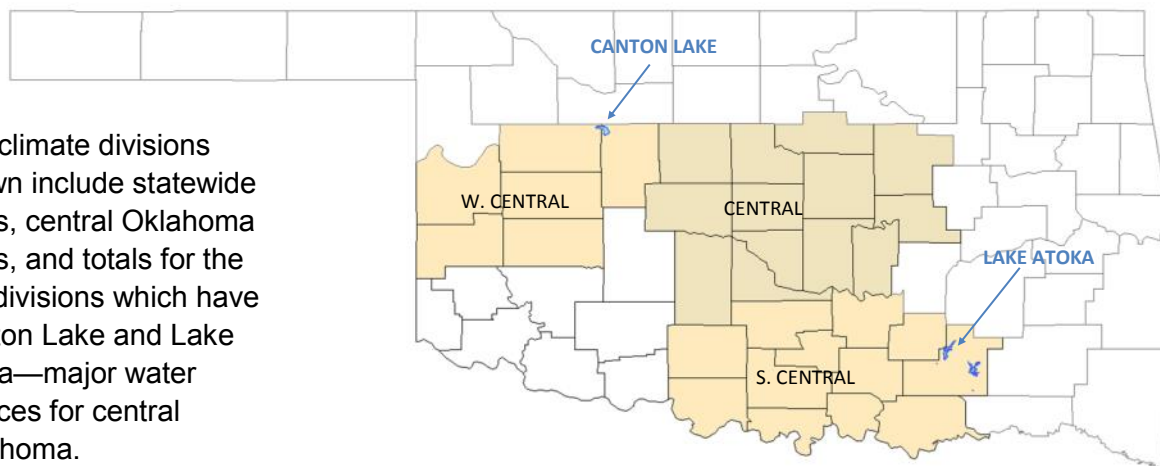 CANTON LAKE
climate divisions
wn include statewide
s, central Oklahoma
s, and totals for the
divisions which have
ton Lake and Lake
a—major water
ces for central
homa.
W. CENTRAL
CENTRAL
LAKE ATOKA
S. CENTRAL